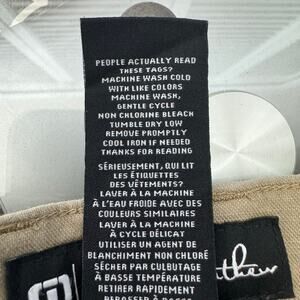 PEOPLE ACTUALLY READ
THESE TAGS?
MACHINE WASH COLD
WITH LIKE COLORS
MACHINE WASH,
GENTLE CYCLE
NON CHLORINE BLEACH
TUMBLE DRY LOW
REMOVE PROMPTLY
COOL IRON IF NEEDED
THANKS FOR READING
SÉRIEUSEMENT, QUI LIT
LES ÉTIQUETTES
DES VÊTEMENTS?
LAVER À LA MACHINE
À L'EAU FROIDE AVEC DES
COULEURS SIMILAIRES
LAVER À LA MACHINE
À CYCLE DÉLICAT
UTILISER UN AGENT DE
BLANCHIMENT NON CHLORÉ
SÉCHER PAR CULBUTAGE
À BASSE TEMPÉRATURE
RETIRER RAPIDEMENT
REPASSER À BASSE
thew